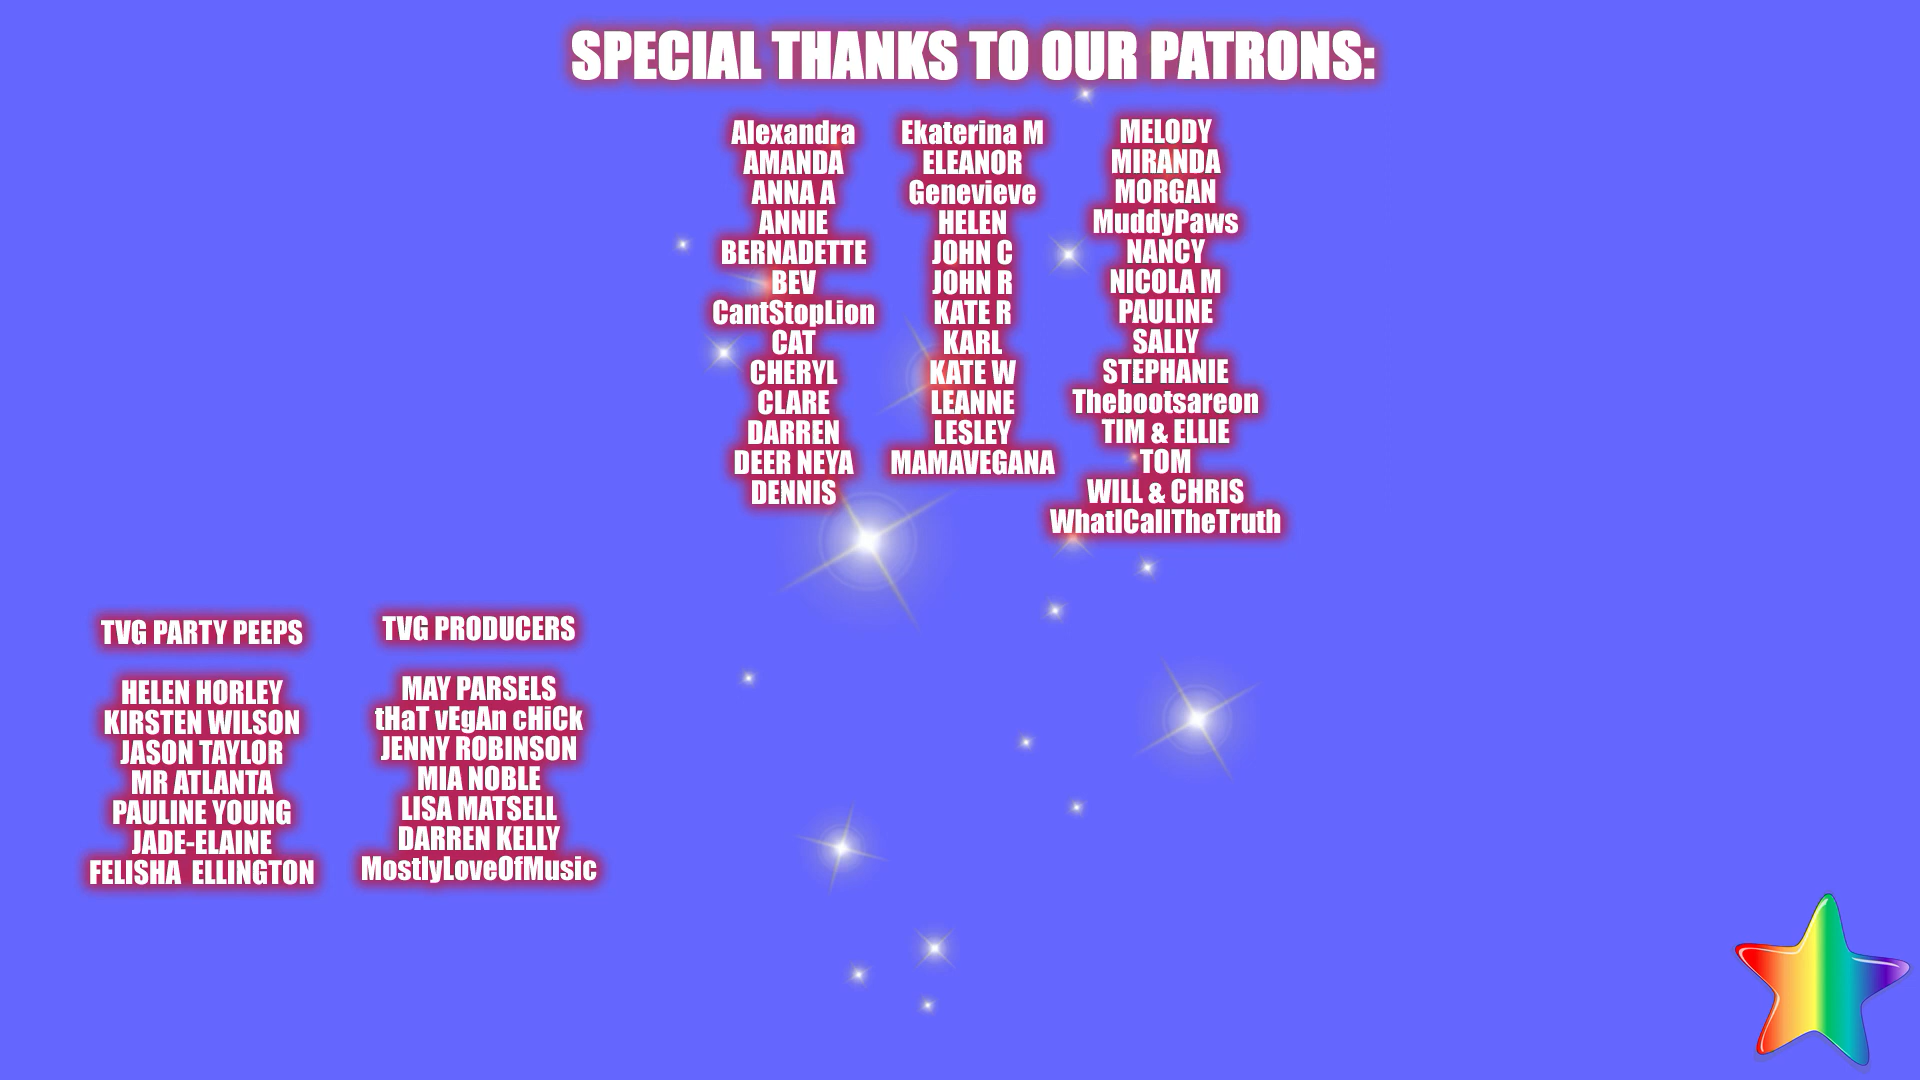 SPECIAL THANKS TO OUR PATRONS:
Alexandra
AMANDA
ANNA A
ANNIE
BERNADETTE
BEV
CantStopLion
CAT
CHERYL
CLARE
DARREN
DEER NEYA
DENNIS
Ekaterina M
ELEANOR
Genevieve
HELEN
JOHN C
JOHN R
KATE R
KARL
KATE W
LEANNE
LESLEY
MAMAVEGANA
MELODY
MIRANDA
MORGAN
MuddyPaws
NANCY
NICOLA M
PAULINE
SALLY
STEPHANIE
Thebootsareon
TIM & ELLIE
TOM
WILL & CHRIS
WhatICallTheTruth
TVG PARTY PEEPS
HELEN HORLEY
KIRSTEN WILSON
JASON TAYLOR
MR ATLANTA
PAULINE YOUNG
JADE-ELAINE
FELISHA  ELLINGTON
TVG PRODUCERS
MAY PARSELS
tHaT vEgAn cHiCk
JENNY ROBINSON
MIA NOBLE
LISA MATSELL
DARREN KELLY
MostlyLoveOfMusic